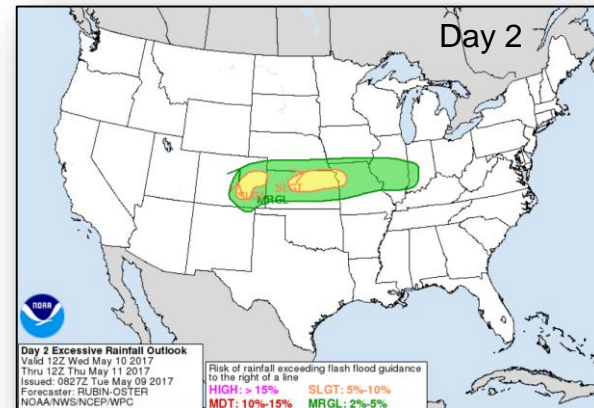 Day 2
SLGT
SLGT
MRGL
NOAA
Day 2 Excessive Rainfall Outlook
Valid 12Z Wed May 10 2017
Thru 12Z Thu May 11 2017
Issued: 0827Z Tue May 09 2017
Forecaster: RUBIN-OSTER
NOAA/NWS/NCEP/WPC
Risk of rainfall exceeding flash flood guidance
to the right of a line
HIGH: > 15% SLGT: 5%-10%
MDT: 10%-15% MRGL: 2%-5%